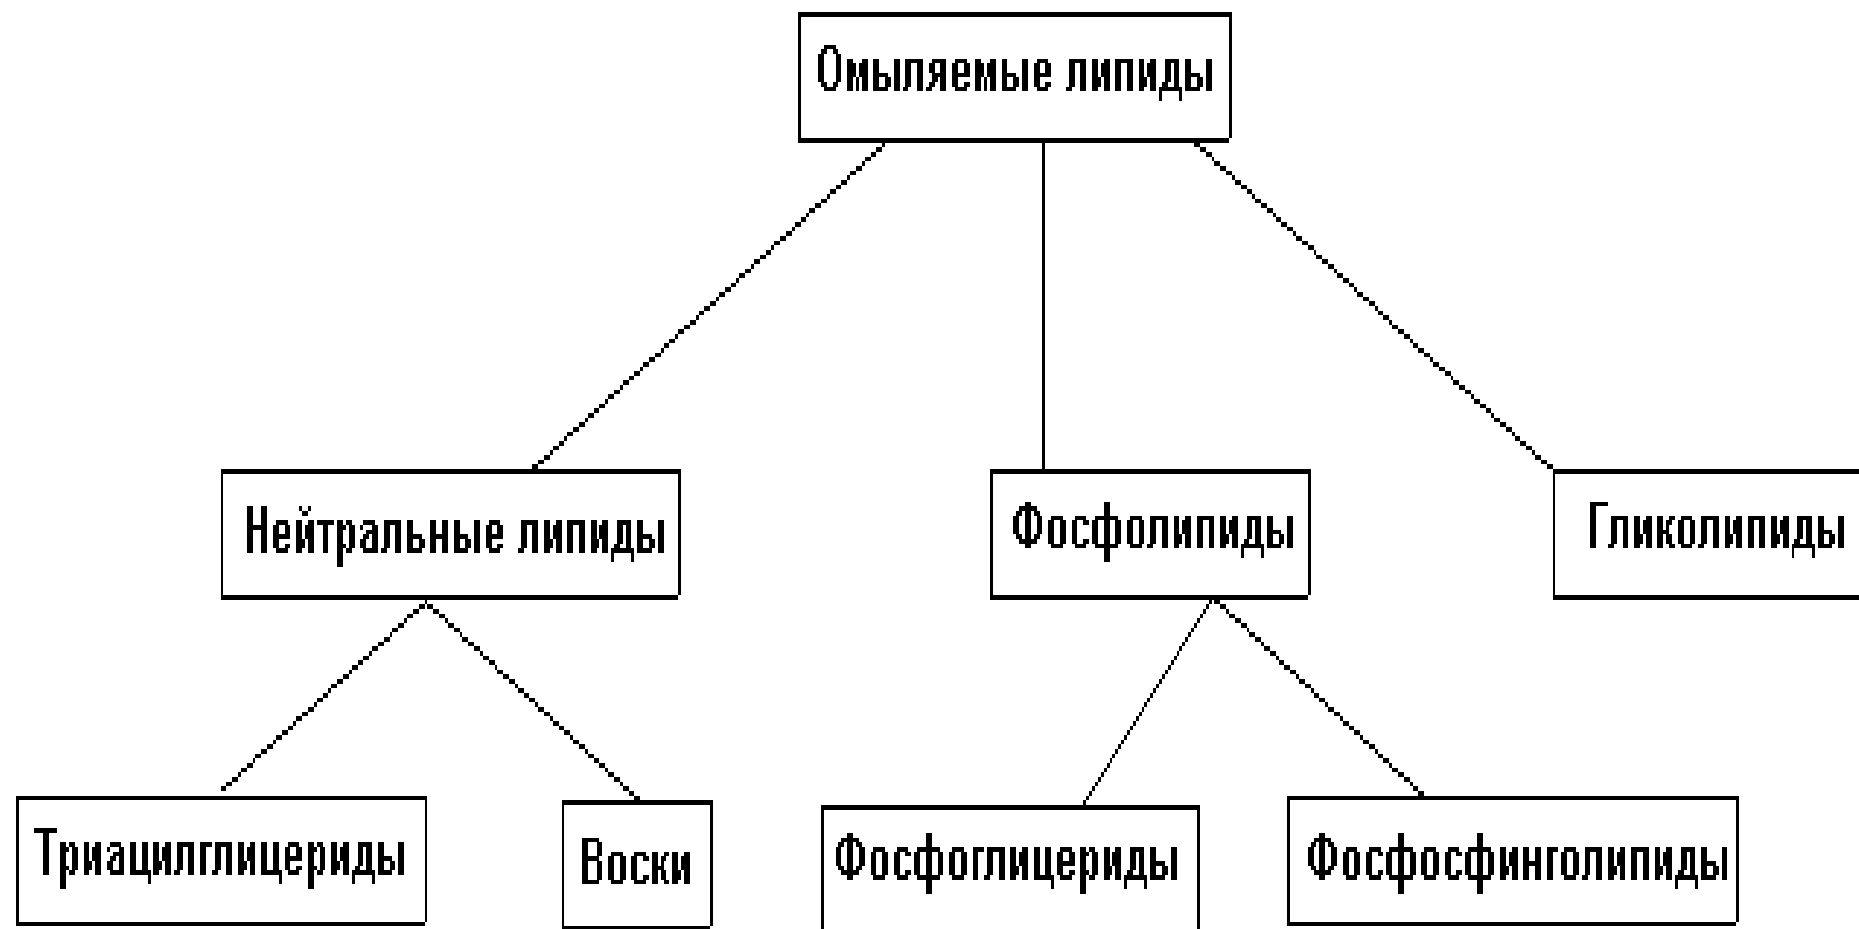 Омыляемые липиды
Нейтральные липиды
Фосфолипиды
Гликолипиды
Триацилглицериды
Воски
Фосфоглицериды
Фосфосфинголипиды